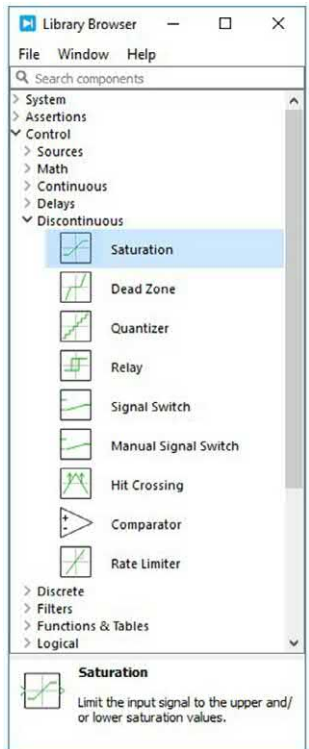 Library Browser
File Window Help
Search components
System
Assertions
Control
Sources
Math
Continuous
Delays
Discontinuous
Saturation
Dead Zone
Quantizer
Relay
Signal Switch
Manual Signal Switch
Hit Crossing
Comparator
Rate Limiter
Discrete
Filters
Functions & Tables
Logical
Saturation
Limit the input signal to the upper and/
or lower saturation values.